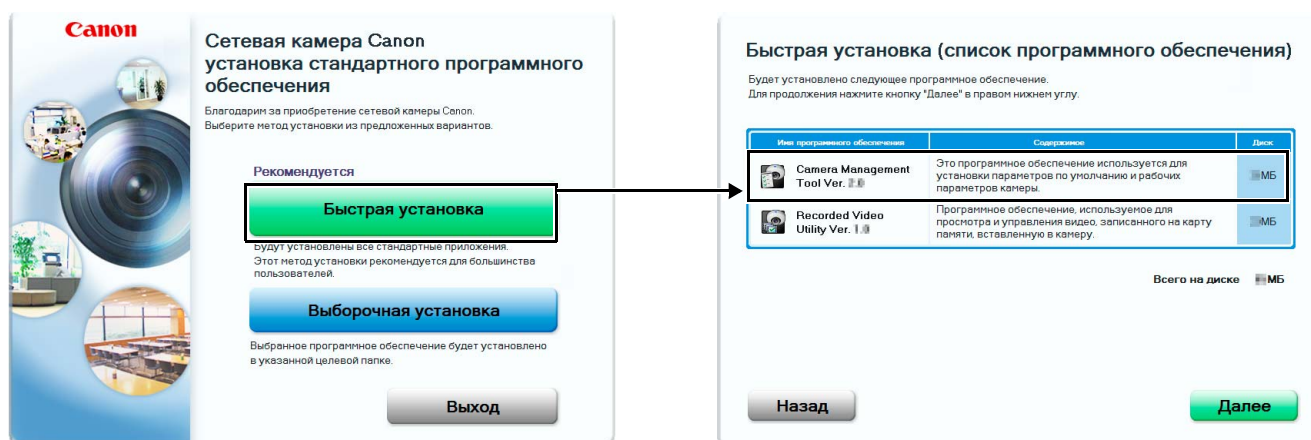 Canon
Сетевая камера Canon
установка стандартного программного
обеспечения
Благодарим за приобретение сетевой камеры Canon.
Выберите метод установки из предложенных вариантов.
Рекомендуется
Быстрая установка
Будут установлены все стандартные приложения.
Этот метод установки рекомендуется для большинства
пользователей.
Выборочная установка
Выбранное программное обеспечение будет установлено
в указанной целевой папке.
Выход
Быстрая установка (список программного обеспечения)
Будет установлено следующее программное обеспечение.
Для продолжения нажмите кнопку "Далее" в правом нижнем углу.
Имя программного обеспечения Содержимое Диск
Camera Management
Tool Ver.
Это программное обеспечение используется для
установки параметров по умолчанию и рабочих
параметров камеры.
МБ
Recorded Video
Utility Ver.
Программное обеспечение, используемое для
просмотра и управления видео, записанного на карту
памяти, вставленную в камеру.
МБ
Всего на диске МБ
Назад
Далее